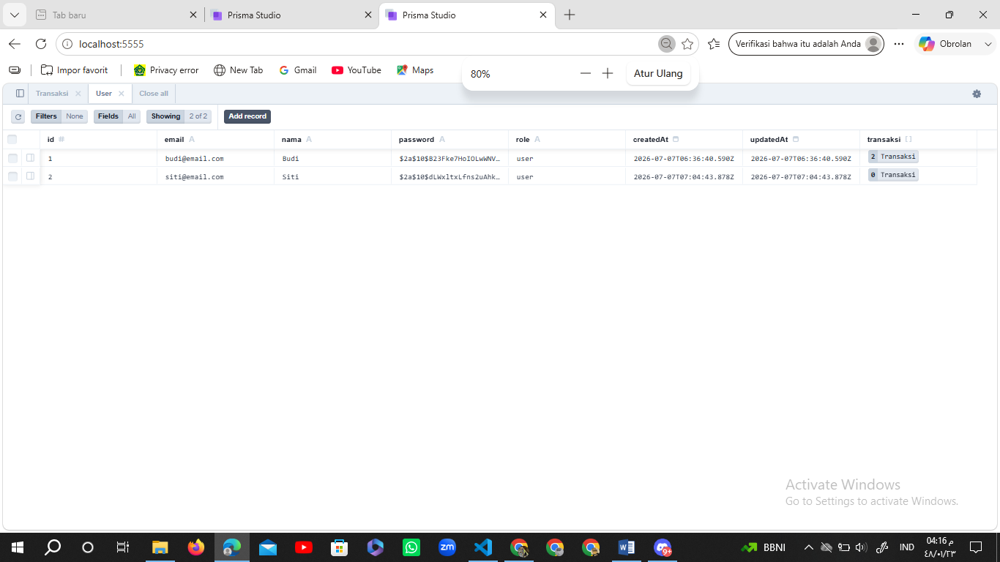 Tab baru
Prisma Studio
Prisma Studio
localhost:5555
Verifikasi bahwa itu adalah Anda
Obrolan
Impor favorit
Privacy error
New Tab
Gmail
YouTube
Maps
80%
Atur Ulang
Transaksi
User
Close all
Filters None
Fields All
Showing 2 of 2
Add record
id # email A nama A password A role A createdAt updatedAt transaksi []
1 budi@email.com Budi $2a$10$B23Fke7HoIOLwWNV… user 2026-07-07T06:36:40.590Z 2026-07-07T06:36:40.590Z 2 Transaksi
2 siti@email.com Siti $2a$10$dLWxltxLfns2uAhk… user 2026-07-07T07:04:43.878Z 2026-07-07T07:04:43.878Z 0 Transaksi
Activate Windows
Go to Settings to activate Windows.
zm
9+
BBNI
IND
04:16 م
٤٨/٠١/٢٣